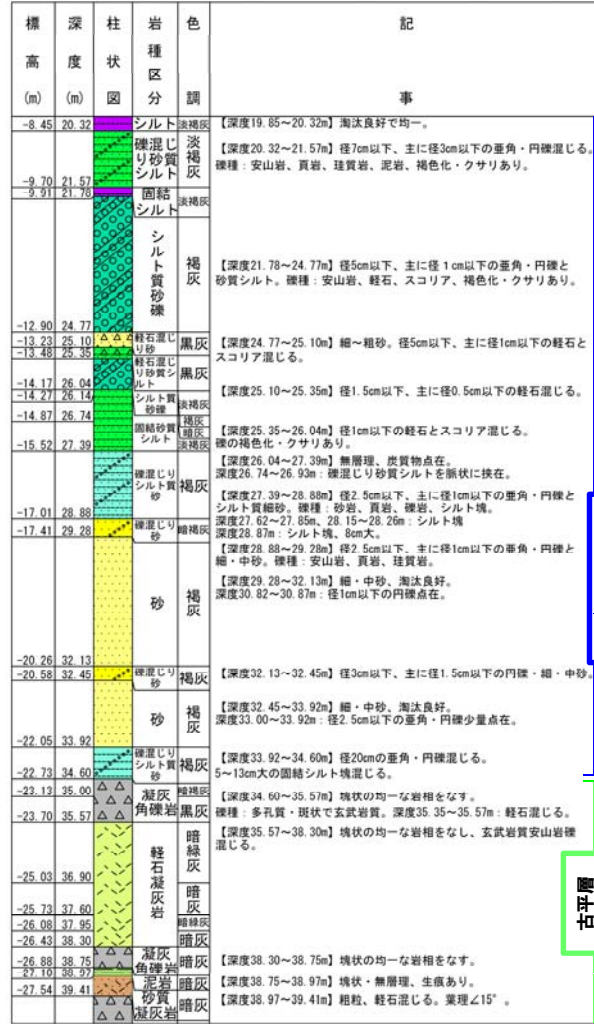 標高(m) 深度(m) 柱状図 岩種区分 色調 記事
-8.45 20.32 シルト 淡褐灰 【深度19.85～20.32m】淘汰良好で均一。
-9.70 21.57 礫混じり砂質シルト 淡褐灰 【深度20.32～21.57m】径7cm以下、主に径3cm以下の亜角・円礫混じる。
礫種：安山岩、頁岩、珪質岩、泥岩、褐色化・クサリあり。
-9.91 21.78 固結シルト 淡褐灰
-12.90 24.77 シルト質砂礫 褐灰 【深度21.78～24.77m】径5cm以下、主に径１cm以下の亜角・円礫と
砂質シルト。礫種：安山岩、軽石、スコリア、褐色化・クサリあり。
-13.23 25.10 軽石混じり砂 黒灰 【深度24.77～25.10m】細～粗砂。径5cm以下、主に径1cm以下の軽石と
スコリア混じる。
-13.48 25.35
-14.17 26.04 軽石混じり砂質シルト 黒灰 【深度25.10～25.35m】径1.5cm以下、主に径0.5cm以下の軽石混じる。
-14.27 26.14 シルト質砂礫 淡褐灰
-14.87 26.74 固結砂質シルト 褐灰 【深度25.35～26.04m】径1cm以下の軽石とスコリア混じる。
暗灰 礫の褐色化・クサリあり。
-15.52 27.39 淡褐灰
【深度26.04～27.39m】無層理、炭質物点在。
深度26.74～26.93m：礫混じり砂質シルトを脈状に挟在。
-17.01 28.88 礫混じりシルト質砂 褐灰 【深度27.39～28.88m】径2.5cm以下、主に径1cm以下の亜角・円礫と
シルト質細砂。礫種：砂岩、頁岩、礫岩、シルト塊。
深度27.62～27.85m、28.15～28.26m：シルト塊
深度28.87m：シルト塊、8cm大。
-17.41 29.28 礫混じり砂 暗褐灰 【深度28.88～29.28m】径2.5cm以下、主に径1cm以下の亜角・円礫と
細・中砂。礫種：安山岩、頁岩、珪質岩。
-20.26 32.13 砂 褐灰 【深度29.28～32.13m】細・中砂、淘汰良好。
深度30.82～30.87m：径1cm以下の円礫点在。
-20.58 32.45 礫混じり砂 褐灰 【深度32.13～32.45m】径3cm以下、主に径1.5cm以下の円礫・細・中砂。
-22.05 33.92 砂 褐灰 【深度32.45～33.92m】細・中砂、淘汰良好。
深度33.00～33.92m：径2.5cm以下の亜角・円礫少量点在。
-22.73 34.60 礫混じりシルト質砂 褐灰 【深度33.92～34.60m】径20cmの亜角・円礫混じる。
5～13cm大の固結シルト塊混じる。
-23.13 35.00 凝灰角礫岩 暗褐灰 【深度34.60～35.57m】塊状の均一な岩相をなす。
-23.70 35.57 黒灰 礫種：多孔質・斑状で玄武岩質。深度35.35～35.57m：軽石混じる。
-25.03 36.90 軽石凝灰岩 暗緑灰 【深度35.57～38.30m】塊状の均一な岩相をなし、玄武岩質安山岩礫
混じる。
-25.73 37.60 暗灰
-26.08 37.95 暗緑灰
-26.43 38.30 暗灰
-26.88 38.75 凝灰角礫岩 暗灰 【深度38.30～38.75m】塊状の均一な岩相をなす。
-27.10 38.97 泥岩 暗灰 【深度38.75～38.97m】塊状・無層理、生痕あり。
-27.54 39.41 砂質凝灰岩 暗灰 【深度38.97～39.41m】粗粒、軽石混じる。葉理∠15°。
古平層